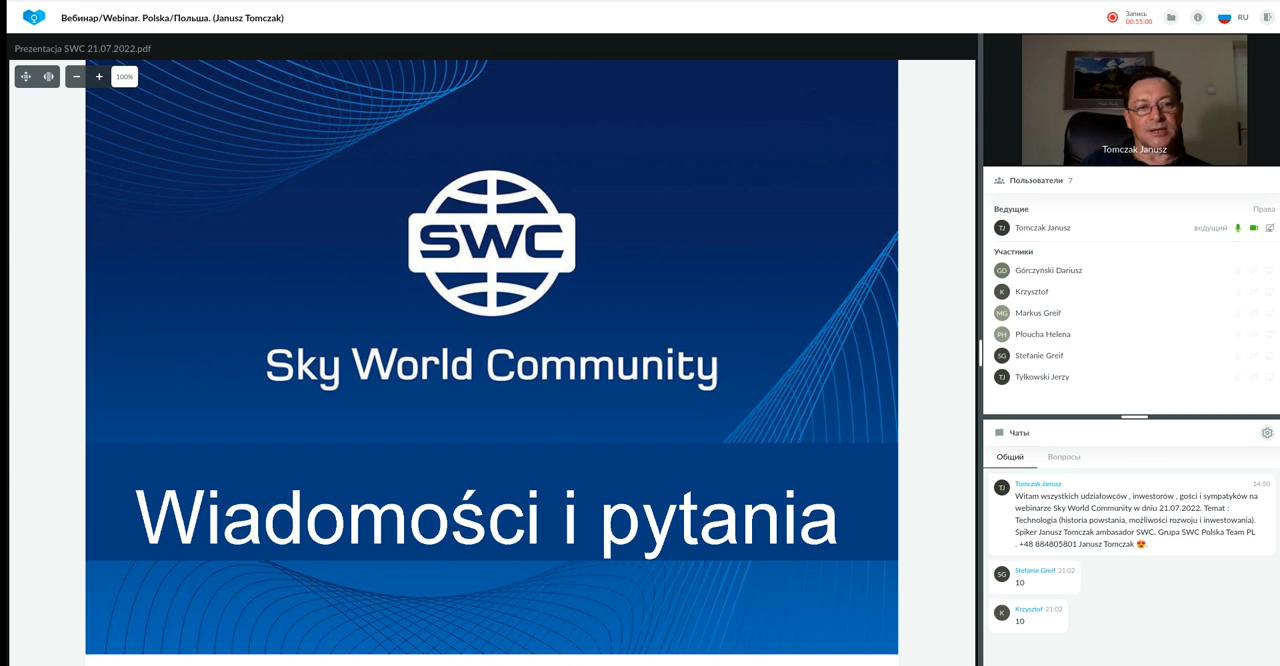 Вебинар/Webinar. Polska/Польша. (Janusz Tomczak)
Запись
00:55:00
RU
Prezentacja SWC 21.07.2022.pdf
100%
SWC
Sky World Community
Wiadomości i pytania
Tomczak Janusz
Пользователи 7
Ведущие Права
TJ Tomczak Janusz ведущий
Участники
GD Górczyński Dariusz
K Krzysztof
MG Markus Greif
PH Płoucha Helena
SG Stefanie Greif
TJ Tylkowski Jerzy
Чаты
Общий Вопросы
TJ Tomczak Janusz 14:50
Witam wszystkich udziałowców , inwestorów , gości i sympatyków na
webinarze Sky World Community w dniu 21.07.2022. Temat :
Technologia (historia powstania, możliwości rozwoju i inwestowania).
Spiker Janusz Tomczak ambasador SWC. Grupa SWC Polska Team PL
. +48 884805801 Janusz Tomczak 😍.
SG Stefanie Greif 21:02
10
K Krzysztof 21:02
10